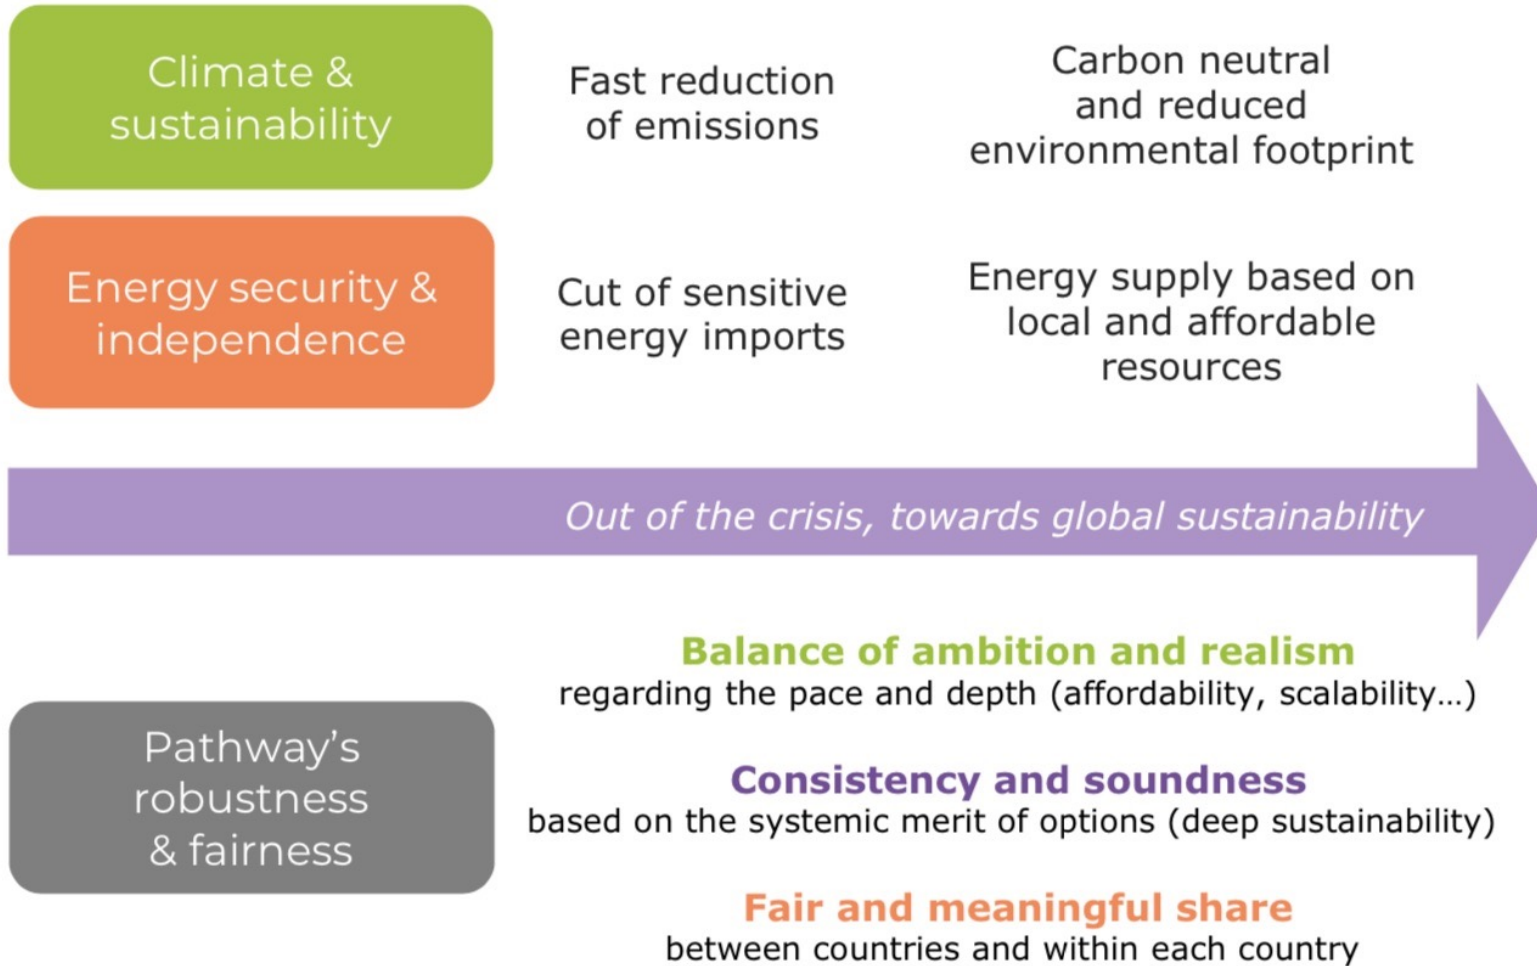 Climate &
sustainability
Fast reduction
of emissions
Carbon neutral
and reduced
environmental footprint
Energy security &
independence
Cut of sensitive
energy imports
Energy supply based on
local and affordable
resources
Out of the crisis, towards global sustainability
Pathway’s
robustness
& fairness
Balance of ambition and realism
regarding the pace and depth (affordability, scalability…)
Consistency and soundness
based on the systemic merit of options (deep sustainability)
Fair and meaningful share
between countries and within each country